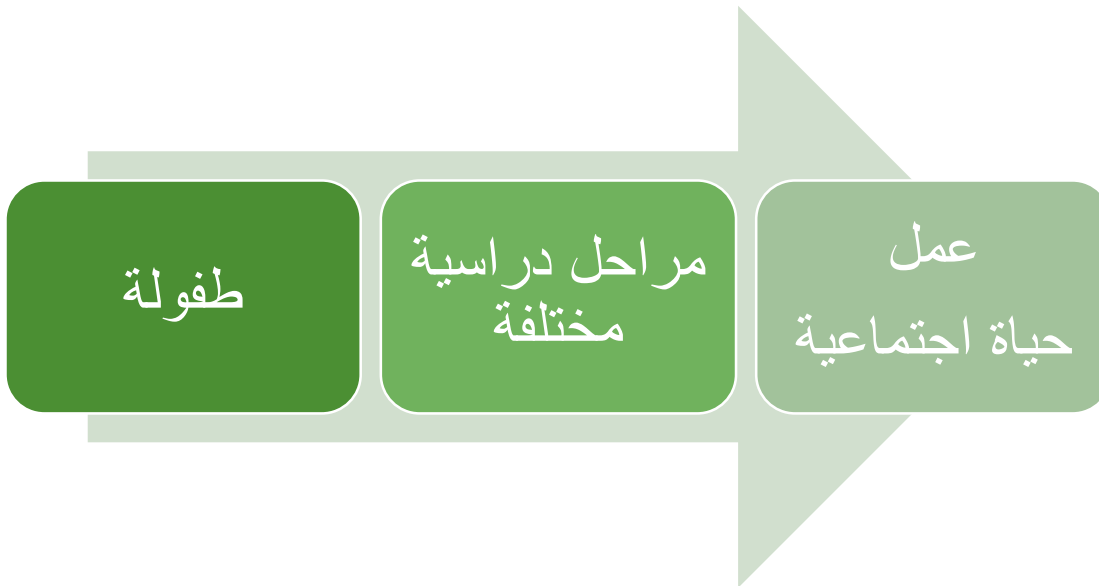 طفولة
مراحل دراسية
مختلفة
عمل
حياة اجتماعية